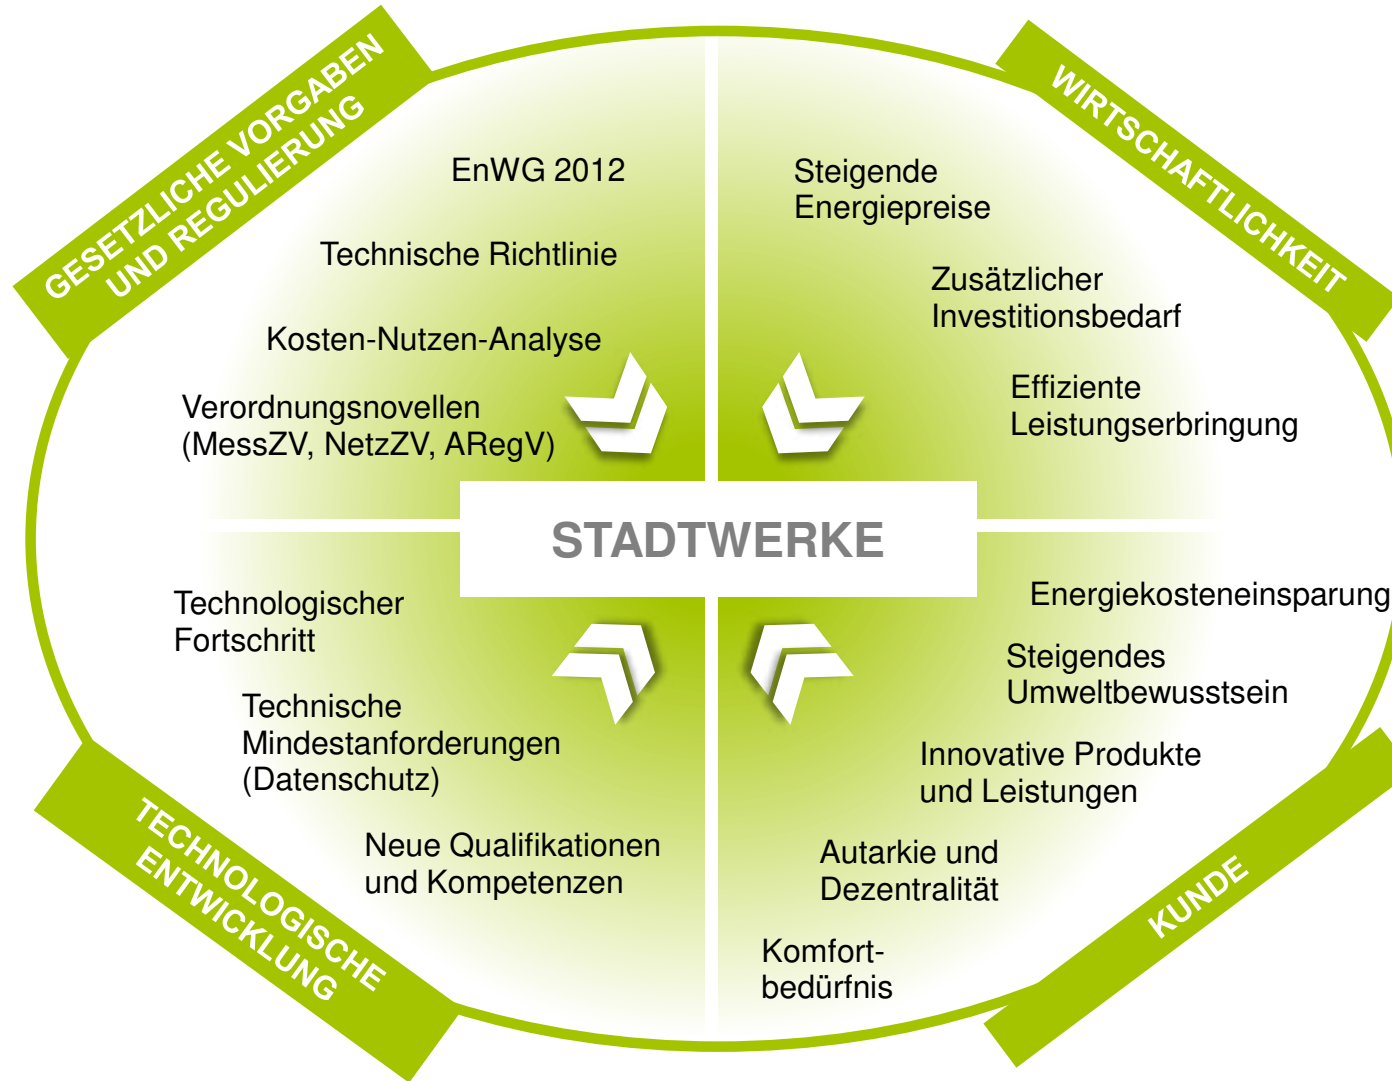 GESETZLICHE VORGABEN
UND REGULIERUNG
EnWG 2012
Technische Richtlinie
Kosten-Nutzen-Analyse
Verordnungsnovellen
(MessZV, NetzZV, ARegV)
WIRTSCHAFTLICHKEIT
Steigende
Energiepreise
Zusätzlicher
Investitionsbedarf
Effiziente
Leistungserbringung
STADTWERKE
Technologischer
Fortschritt
Technische
Mindestanforderungen
(Datenschutz)
Neue Qualifikationen
und Kompetenzen
TECHNOLOGISCHE
ENTWICKLUNG
Energiekosteneinsparung
Steigendes
Umweltbewusstsein
Innovative Produkte
und Leistungen
Autarkie und
Dezentralität
Komfort-
bedürfnis
KUNDE